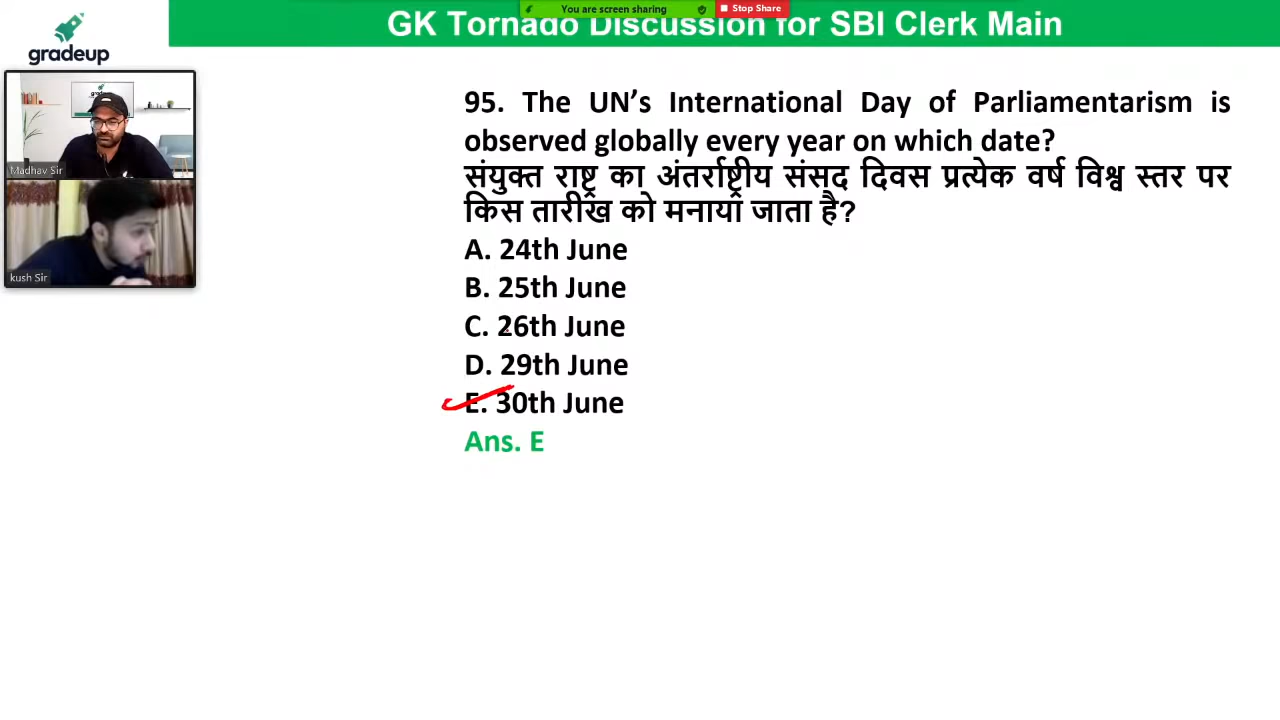 You are screen sharing
Stop Share
GK Tornado Discussion for SBI Clerk Main
gradeup
Madhav Sir
kush Sir
95. The UN’s International Day of Parliamentarism is
observed globally every year on which date?
संयुक्त राष्ट्र का अंतर्राष्ट्रीय संसद दिवस प्रत्येक वर्ष विश्व स्तर पर
किस तारीख को मनाया जाता है?
A. 24th June
B. 25th June
C. 26th June
D. 29th June
E. 30th June
Ans. E